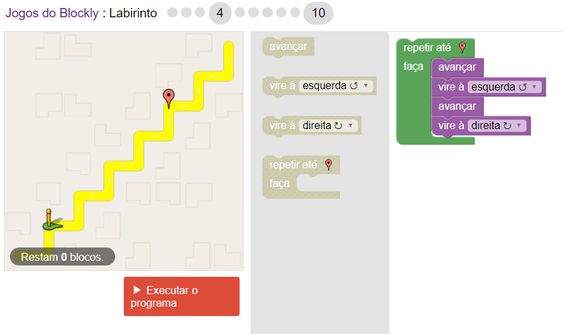 Jogos do Blockly : Labirinto 4 10
avançar
vire à esquerda ↺ ▾
vire à direita ↻ ▾
repetir até
faça
repetir até
faça avançar
vire à esquerda ↺ ▾
avançar
vire à direita ↻ ▾
Restam 0 blocos.
► Executar o
programa